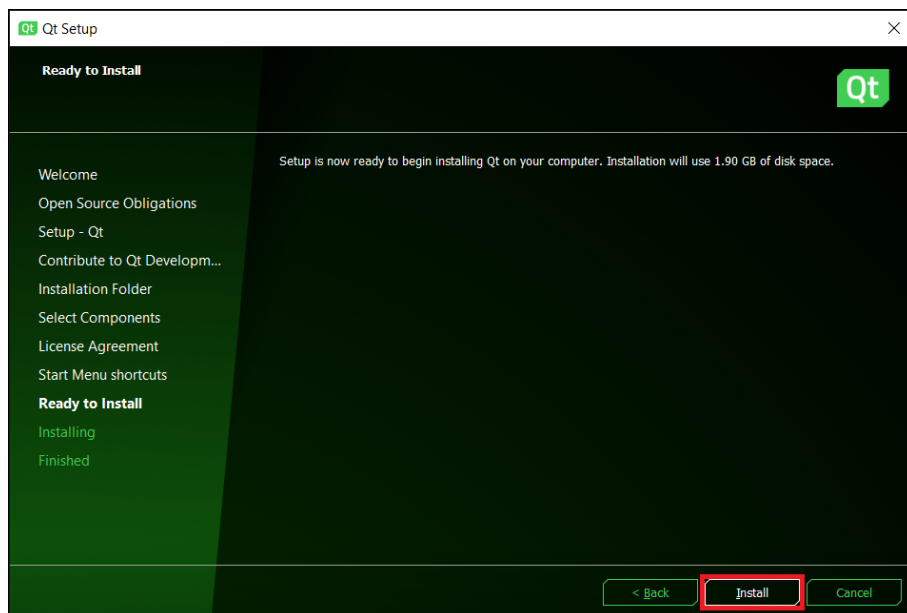 Qt Qt Setup
Ready to Install
Qt
Setup is now ready to begin installing Qt on your computer. Installation will use 1.90 GB of disk space.
Welcome
Open Source Obligations
Setup - Qt
Contribute to Qt Developm...
Installation Folder
Select Components
License Agreement
Start Menu shortcuts
Ready to Install
Installing
Finished
< Back
Install
Cancel